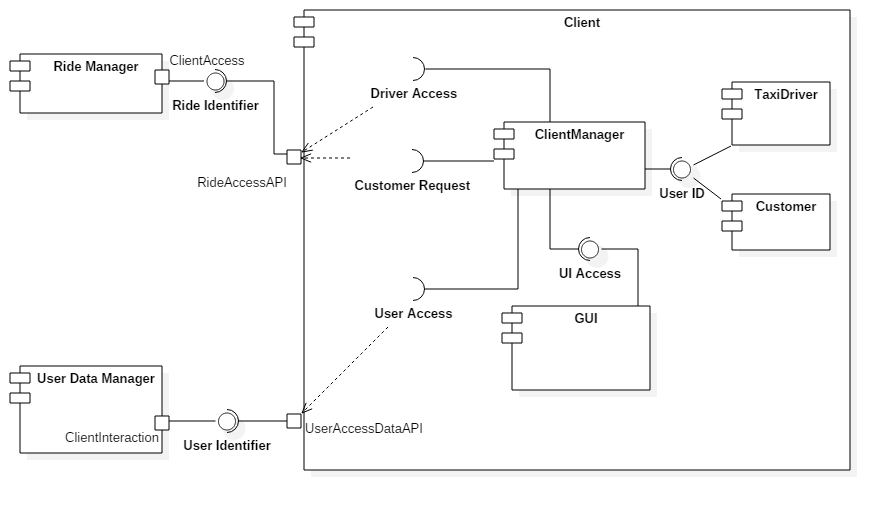 Client
ClientAccess
Ride Manager
Ride Identifier
Driver Access
TaxiDriver
ClientManager
RideAccessAPI
Customer Request
User ID
Customer
UI Access
User Access
GUI
User Data Manager
ClientInteraction
User Identifier
UserAccessDataAPI